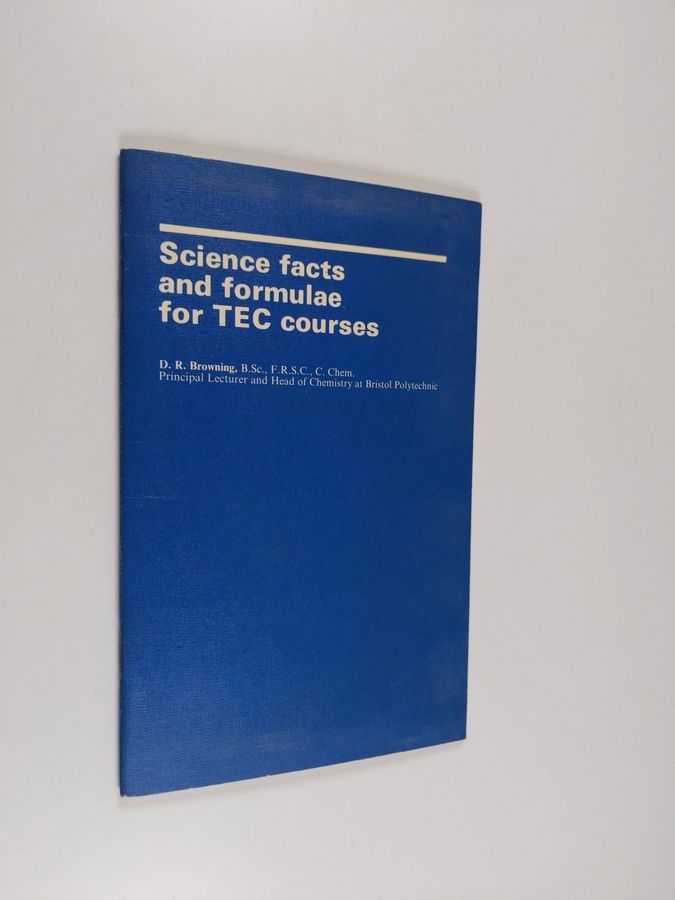 Science facts
and formulae
for TEC courses
D. R. Browning, B.Sc., F.R.S.C., C. Chem.
Principal Lecturer and Head of Chemistry at Bristol Polytechnic